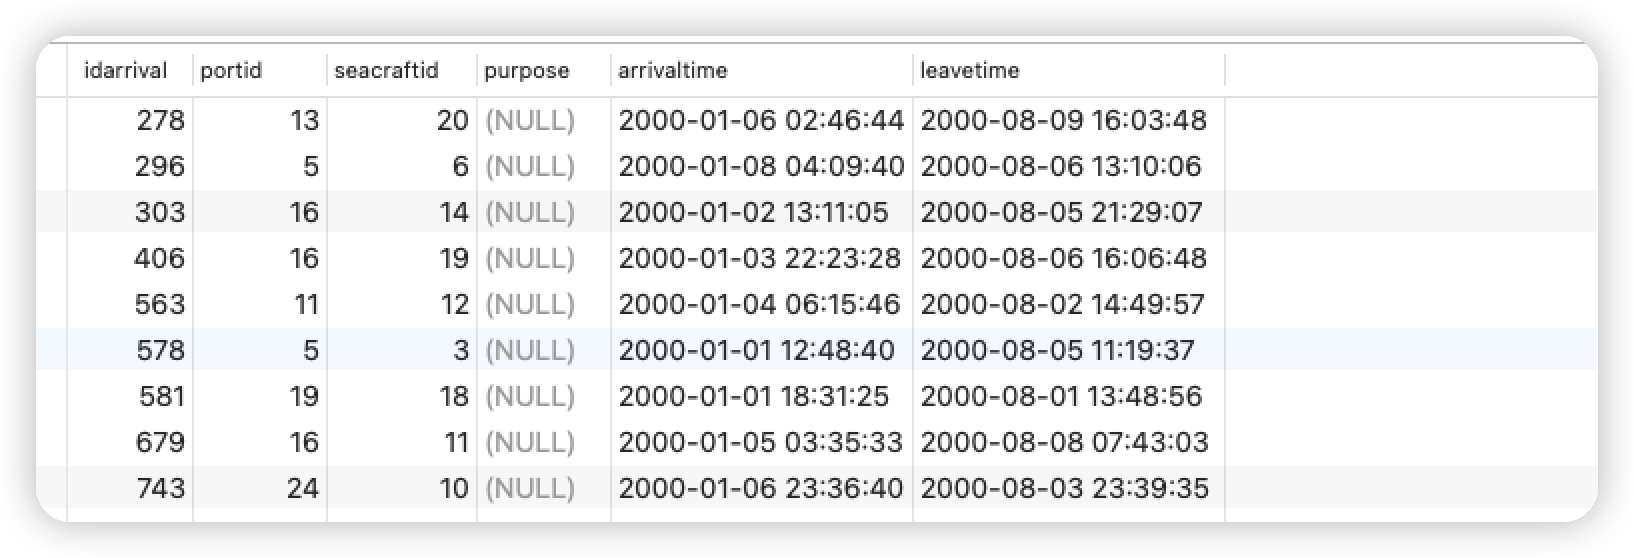 idarrival portid seacraftid purpose arrivaltime leavetime
278 13 20 (NULL) 2000-01-06 02:46:44 2000-08-09 16:03:48
296 5 6 (NULL) 2000-01-08 04:09:40 2000-08-06 13:10:06
303 16 14 (NULL) 2000-01-02 13:11:05 2000-08-05 21:29:07
406 16 19 (NULL) 2000-01-03 22:23:28 2000-08-06 16:06:48
563 11 12 (NULL) 2000-01-04 06:15:46 2000-08-02 14:49:57
578 5 3 (NULL) 2000-01-01 12:48:40 2000-08-05 11:19:37
581 19 18 (NULL) 2000-01-01 18:31:25 2000-08-01 13:48:56
679 16 11 (NULL) 2000-01-05 03:35:33 2000-08-08 07:43:03
743 24 10 (NULL) 2000-01-06 23:36:40 2000-08-03 23:39:35